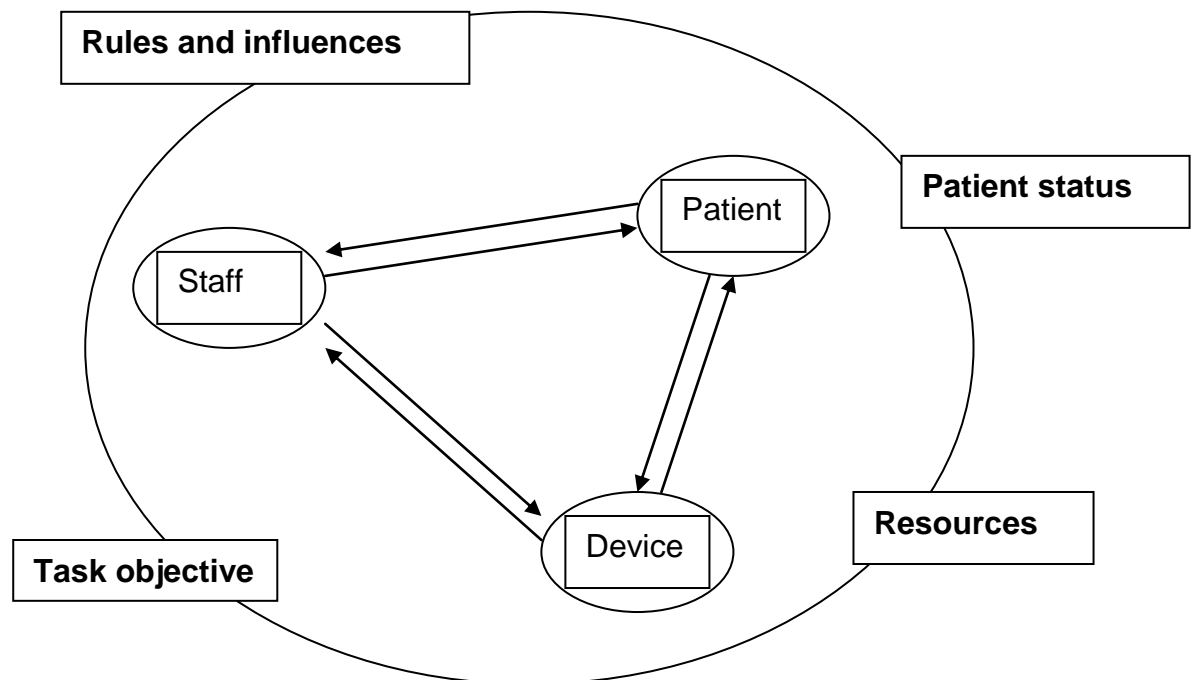 Rules and influences
Patient status
Patient
Staff
Resources
Device
Task objective